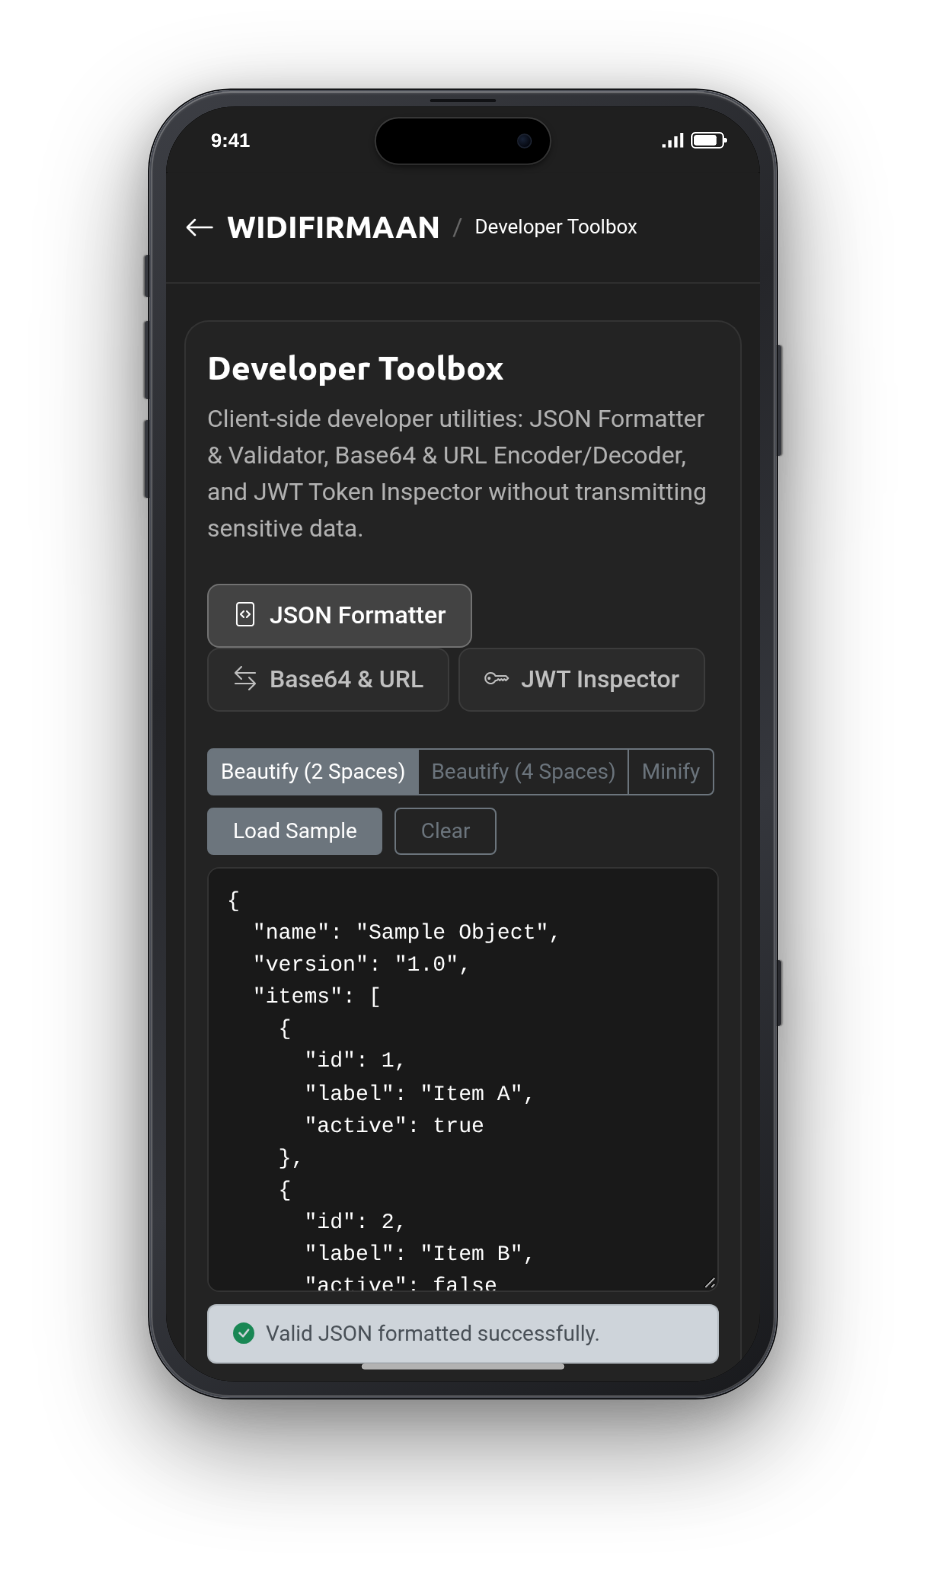 9:41
WIDIFIRMAAN / Developer Toolbox
Developer Toolbox
Client-side developer utilities: JSON Formatter
& Validator, Base64 & URL Encoder/Decoder,
and JWT Token Inspector without transmitting
sensitive data.
JSON Formatter
Base64 & URL JWT Inspector
Beautify (2 Spaces) Beautify (4 Spaces) Minify
Load Sample Clear
{
  "name": "Sample Object",
  "version": "1.0",
  "items": [
    {
      "id": 1,
      "label": "Item A",
      "active": true
    },
    {
      "id": 2,
      "label": "Item B",
      "active": false
Valid JSON formatted successfully.